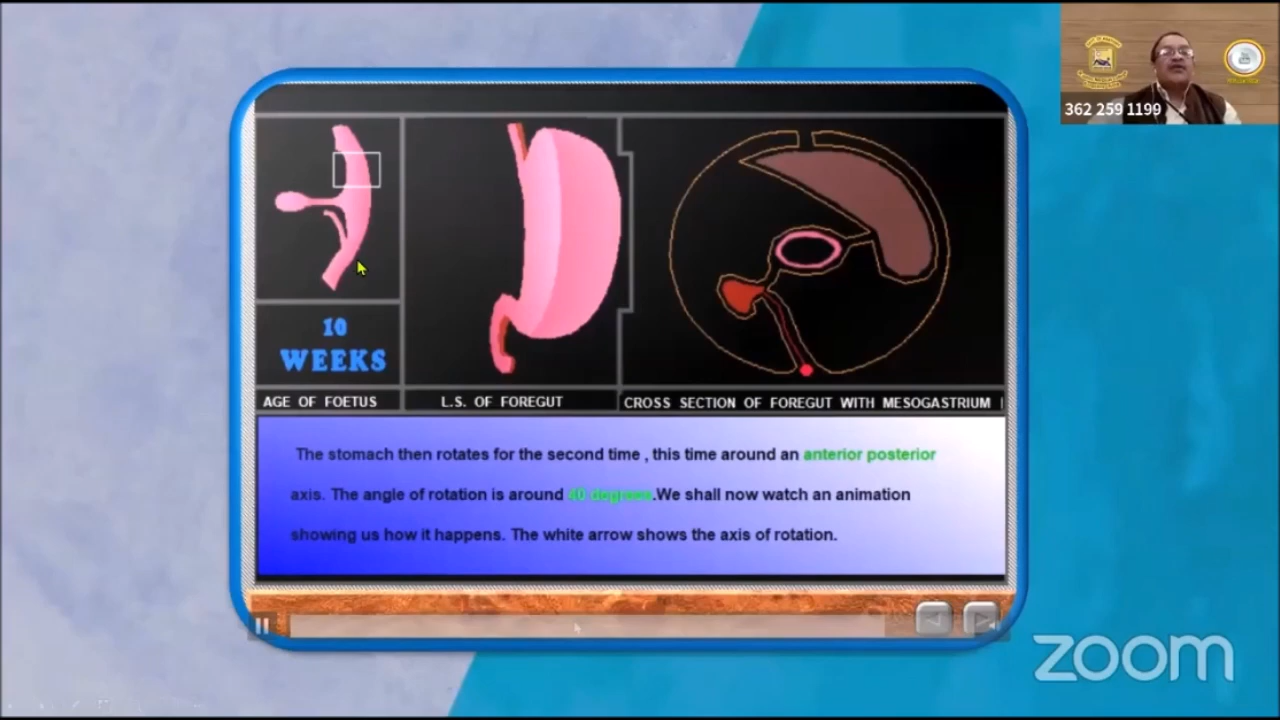 362 259 1199
10
WEEKS
AGE OF FOETUS
L.S. OF FOREGUT
CROSS SECTION OF FOREGUT WITH MESOGASTRIUM
The stomach then rotates for the second time , this time around an anterior posterior
axis. The angle of rotation is around degrees.We shall now watch an animation
showing us how it happens. The white arrow shows the axis of rotation.
zoom